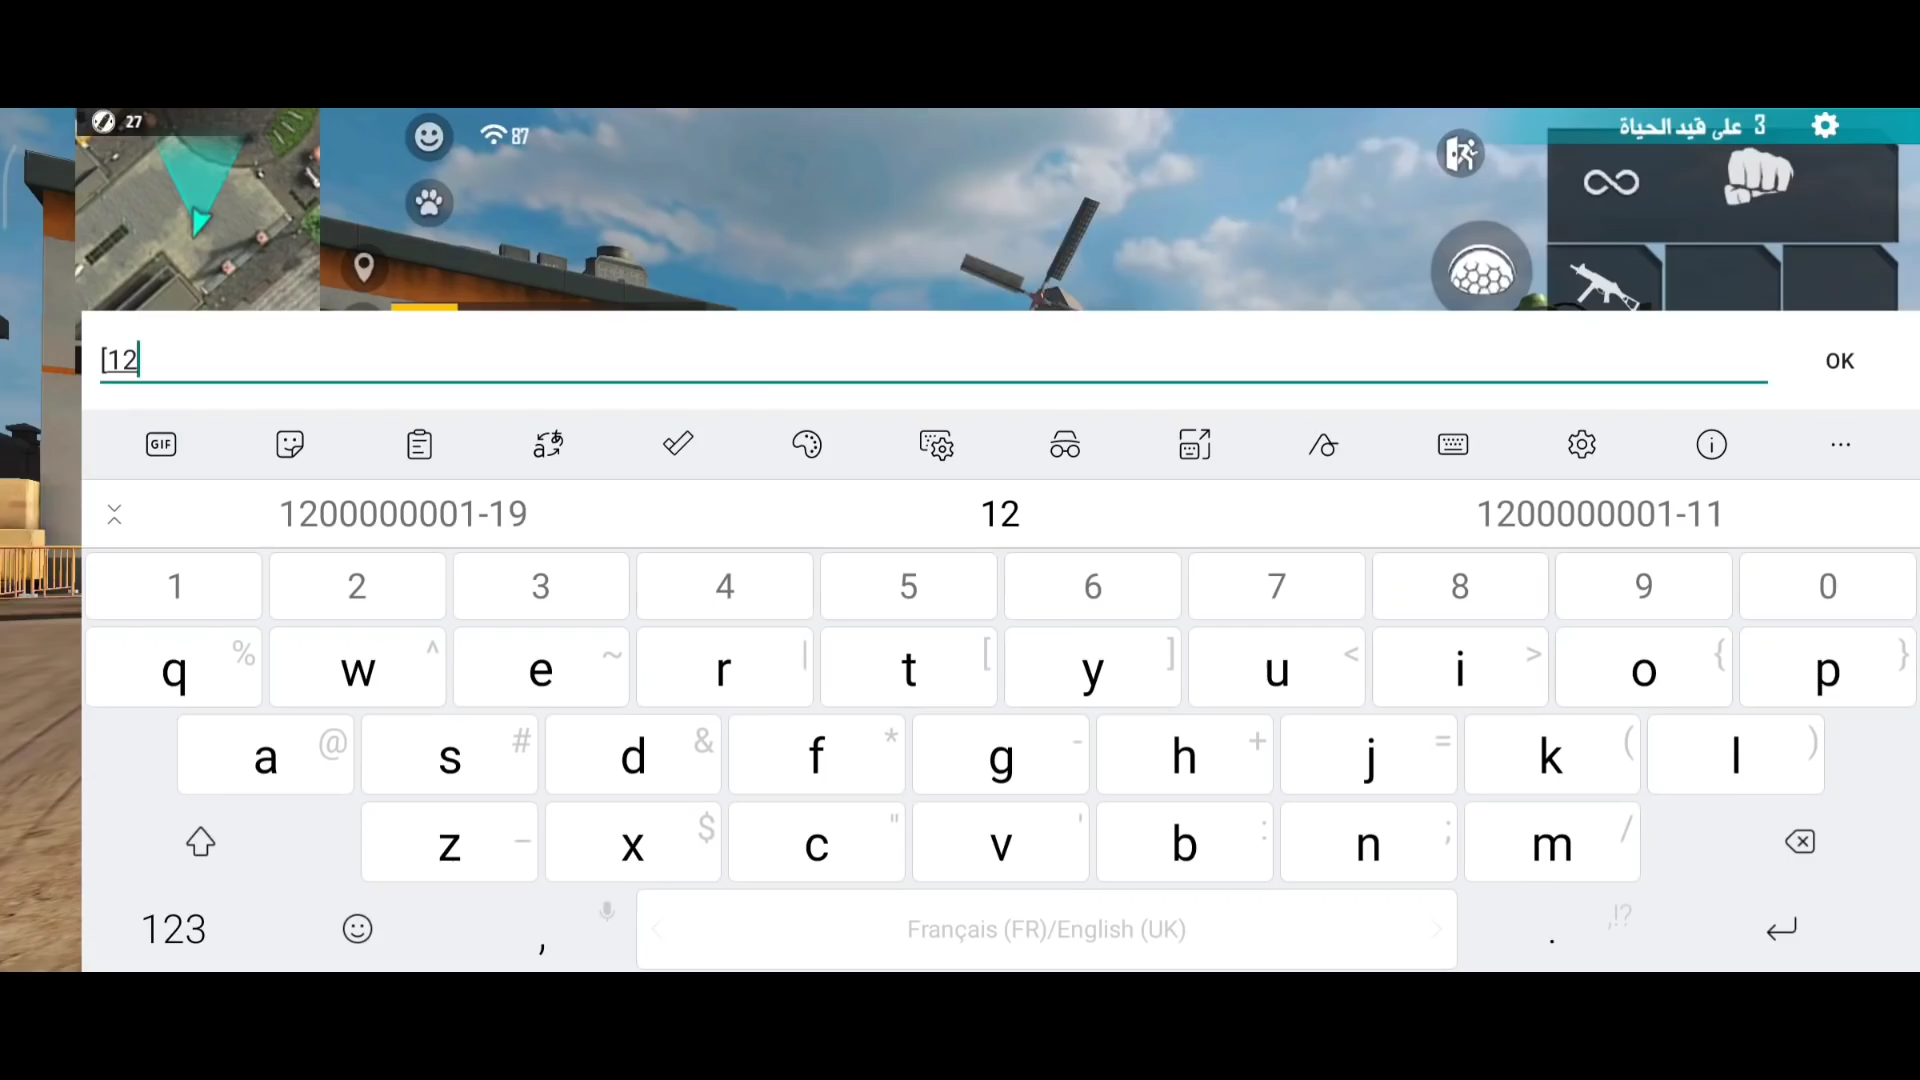 27
87
3 على قيد الحياة
[12
OK
GIF
1200000001-19
12
1200000001-11
1 2 3 4 5 6 7 8 9 0
q % w ^ e ~ r | t [ y ] u < i > o { p }
a @ s # d & f * g - h + j = k ( l )
z _ x $ c " v ' b : n ; m /
123 , Français (FR)/English (UK) . ,!?